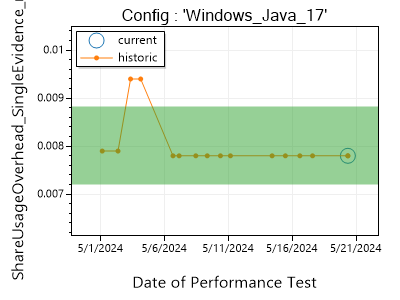 Config : 'Windows_Java_17'
current
historic
0.01
0.009
0.008
0.007
ShareUsageOverhead_SingleEvidence_
5/1/2024
5/6/2024
5/11/2024
5/16/2024
5/21/2024
Date of Performance Test